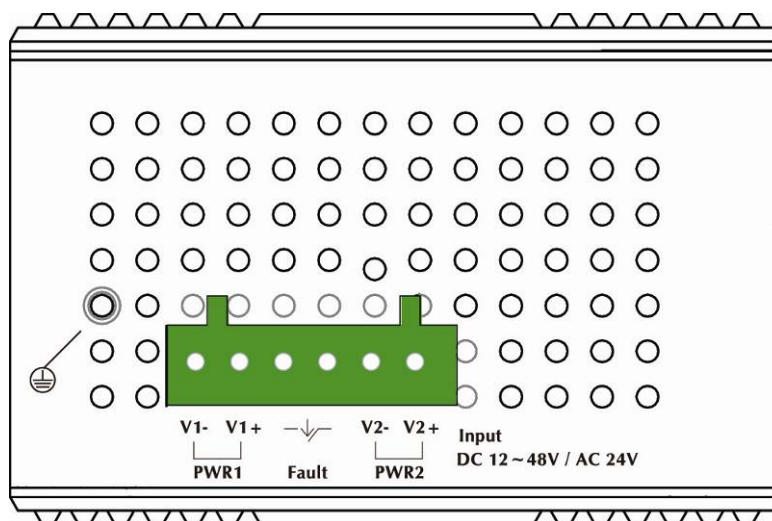 V1- V1+ V2- V2+
PWR1 Fault PWR2
Input
DC 12~48V / AC 24V